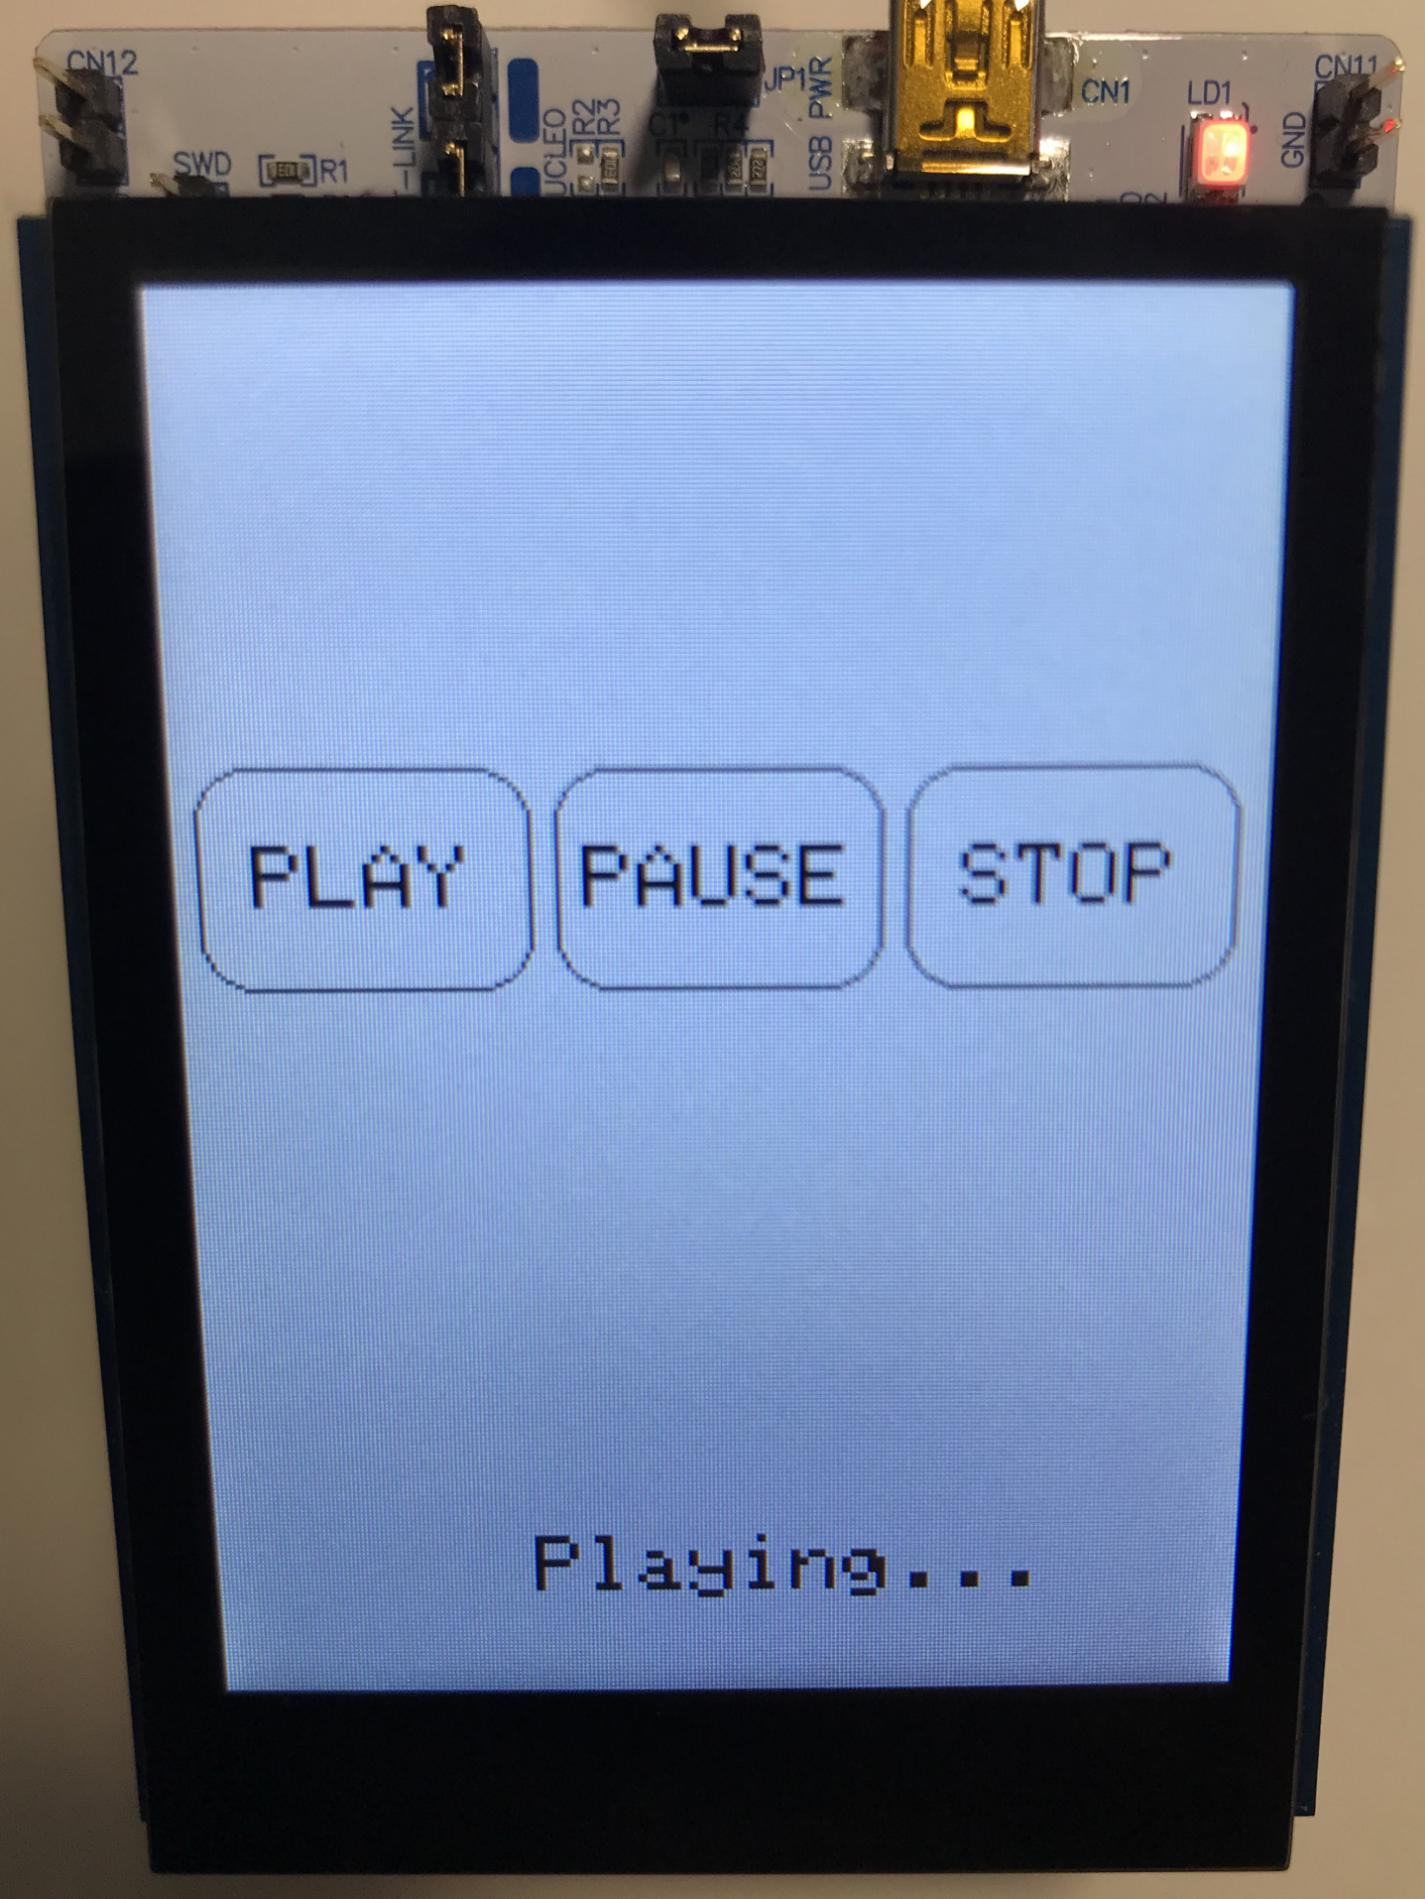 CN12
CN11
JP1
CN1
LD1
SWD
R1
-LINK
UCLEO
R2
R3
C1
R4
USB PWR
GND
PLAY
PAUSE
STOP
Playing...